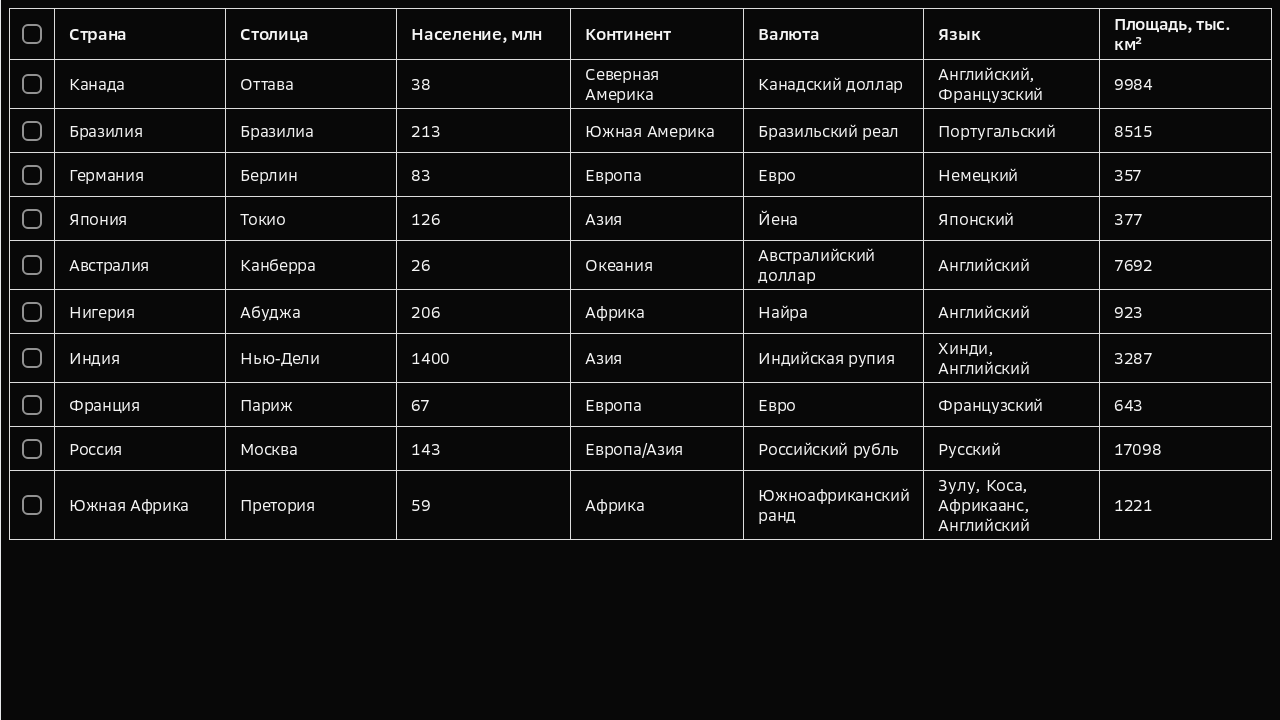 Страна Столица Население, млн Континент Валюта Язык Площадь, тыс. км²
Канада Оттава 38 Северная Америка Канадский доллар Английский, Французский 9984
Бразилия Бразилиа 213 Южная Америка Бразильский реал Португальский 8515
Германия Берлин 83 Европа Евро Немецкий 357
Япония Токио 126 Азия Йена Японский 377
Австралия Канберра 26 Океания Австралийский доллар Английский 7692
Нигерия Абуджа 206 Африка Найра Английский 923
Индия Нью-Дели 1400 Азия Индийская рупия Хинди, Английский 3287
Франция Париж 67 Европа Евро Французский 643
Россия Москва 143 Европа/Азия Российский рубль Русский 17098
Южная Африка Претория 59 Африка Южноафриканский ранд Зулу, Коса, Африкаанс, Английский 1221